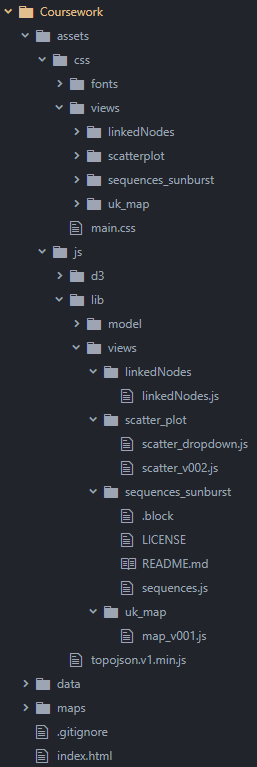 Coursework
assets
css
fonts
views
linkedNodes
scatterplot
sequences_sunburst
uk_map
main.css
js
d3
lib
model
views
linkedNodes
linkedNodes.js
scatter_plot
scatter_dropdown.js
scatter_v002.js
sequences_sunburst
.block
LICENSE
README.md
sequences.js
uk_map
map_v001.js
topojson.v1.min.js
data
maps
.gitignore
index.html